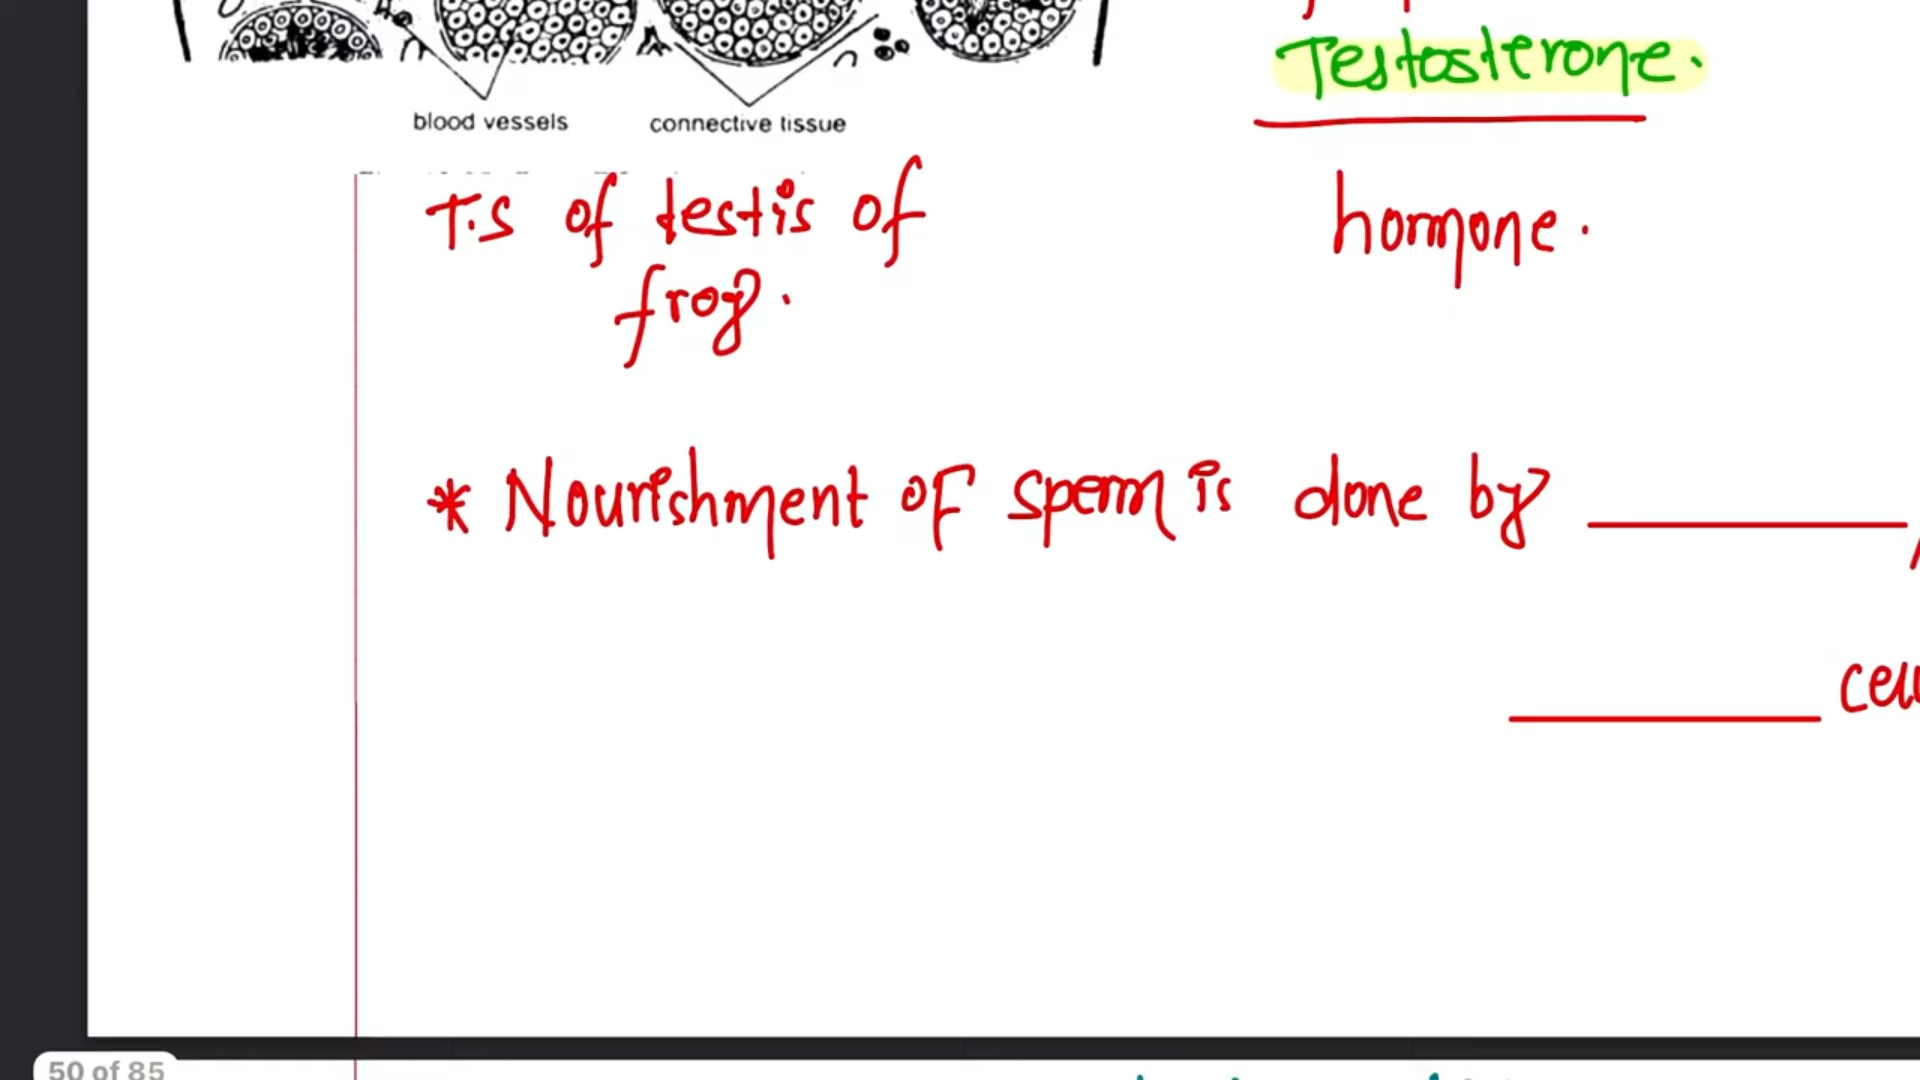 Testosterone.
blood vessels connective tissue
T.S of testis of
hormone.
frog.
* Nourishment of sperm is done by
50 of 85